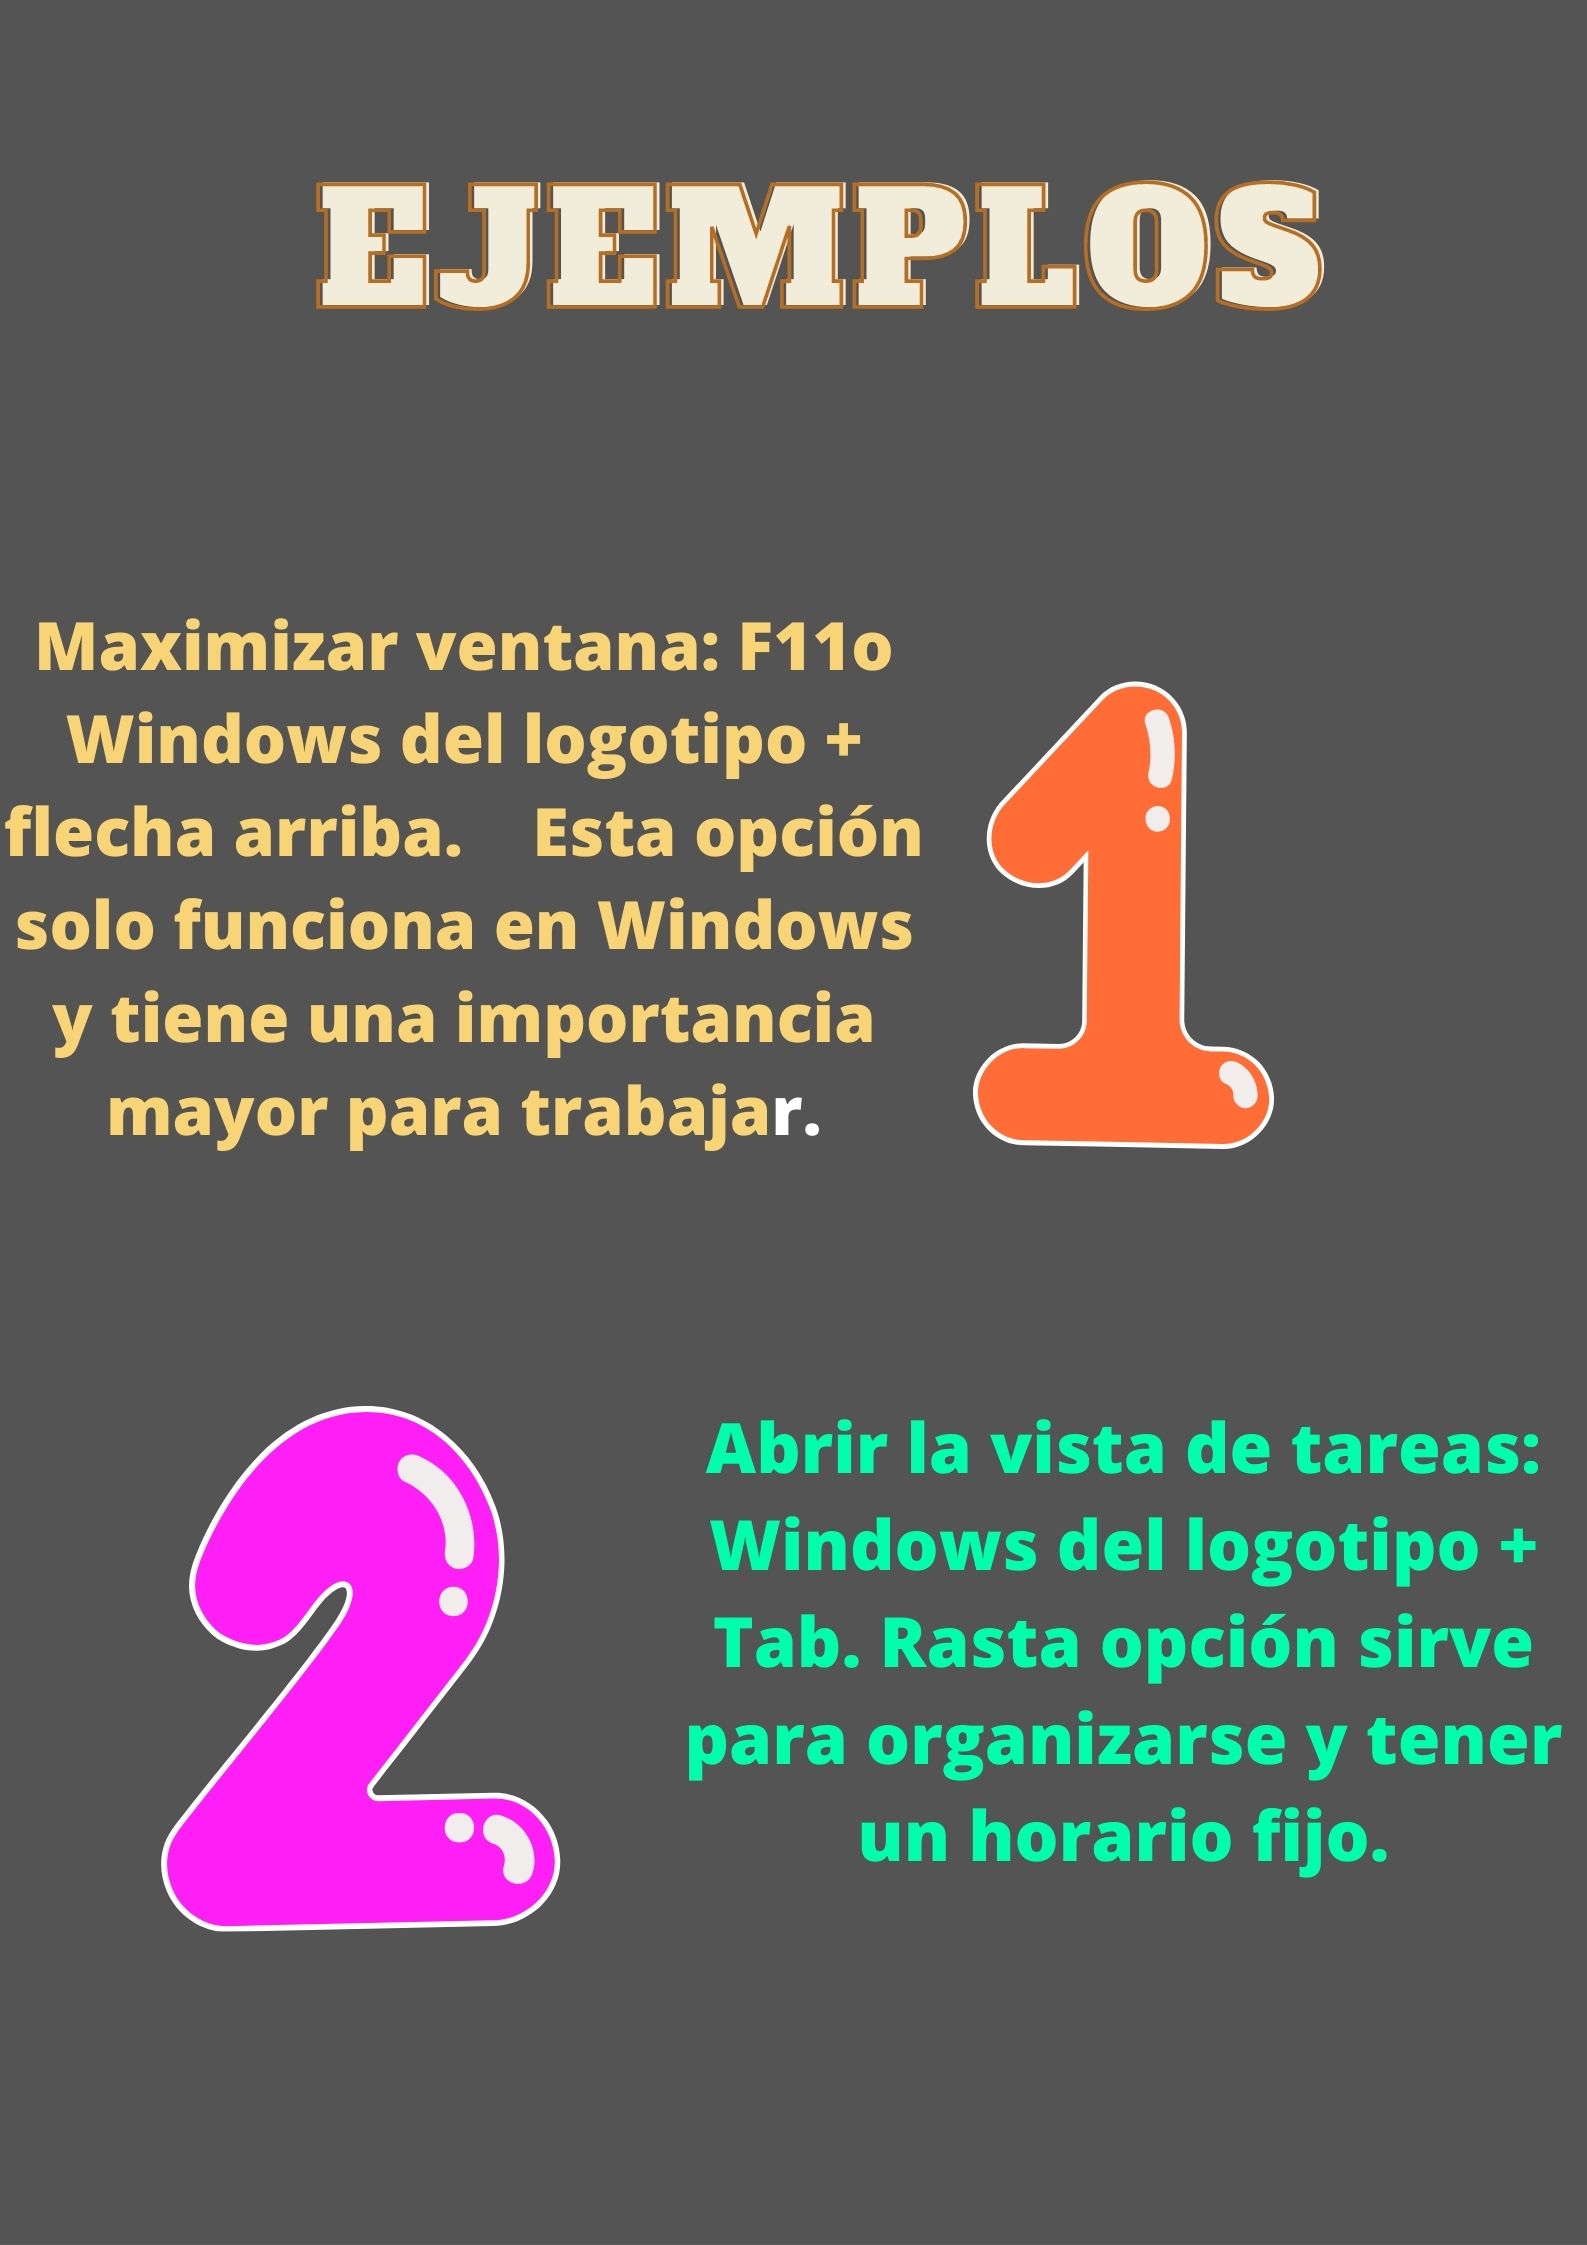 EJEMPLOS
Maximizar ventana: F11o
Windows del logotipo +
flecha arriba. Esta opción
solo funciona en Windows
y tiene una importancia
mayor para trabajar.
1
2
Abrir la vista de tareas:
Windows del logotipo +
Tab. Rasta opción sirve
para organizarse y tener
un horario fijo.